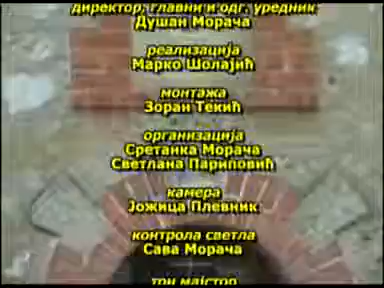 директор, главни и одг. уредник
Душан Морача
реализација
Марко Шолајић
монтажа
Зоран Текић
организација
Сретанка Морача
Светлана Париповић
камера
Јожица Плевник
контрола светла
Сава Морача
тон мајстор